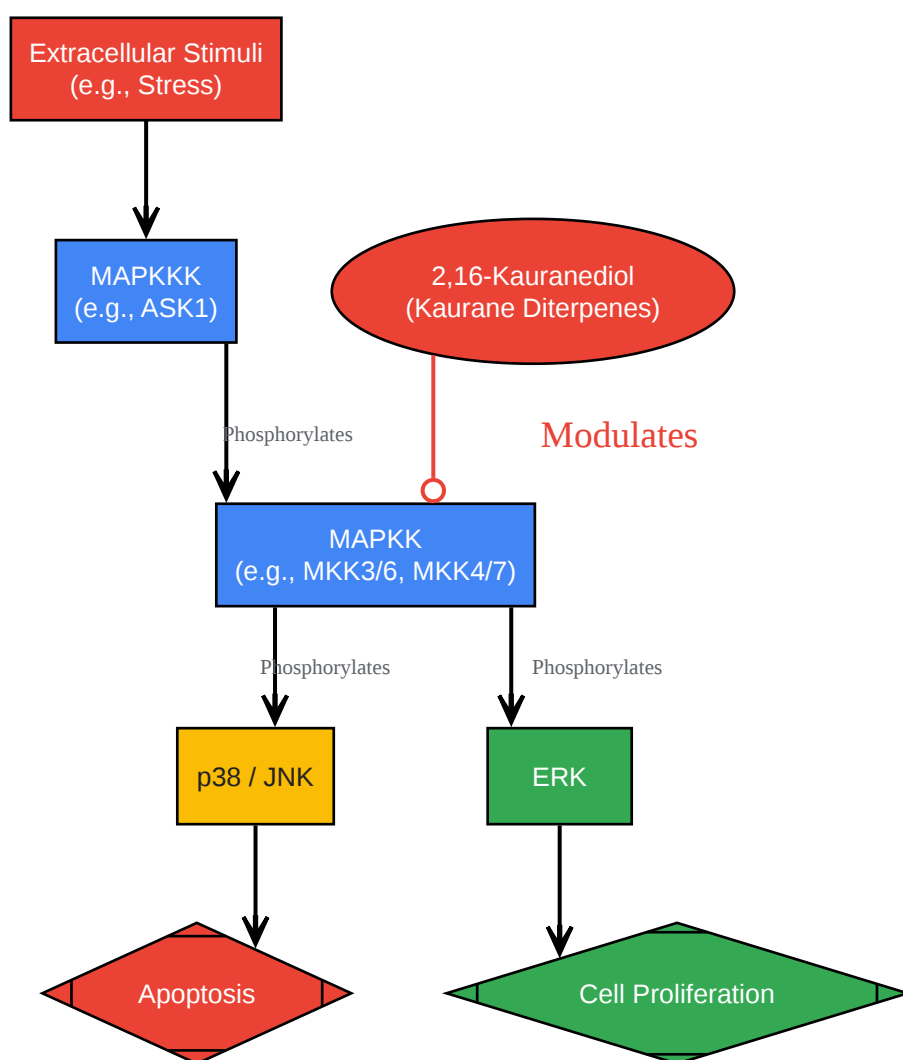 Extracellular Stimuli
(e.g., Stress)
MAPKKK
(e.g., ASK1)
2,16-Kauranediol
(Kaurane Diterpenes)
Phosphorylates
Modulates
MAPKK
(e.g., MKK3/6, MKK4/7)
Phosphorylates
Phosphorylates
p38 / JNK
ERK
Apoptosis
Cell Proliferation